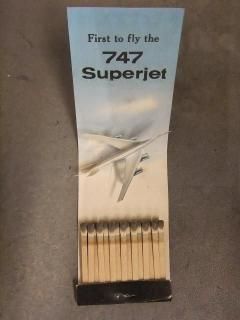 First to fly the
747
Superjet